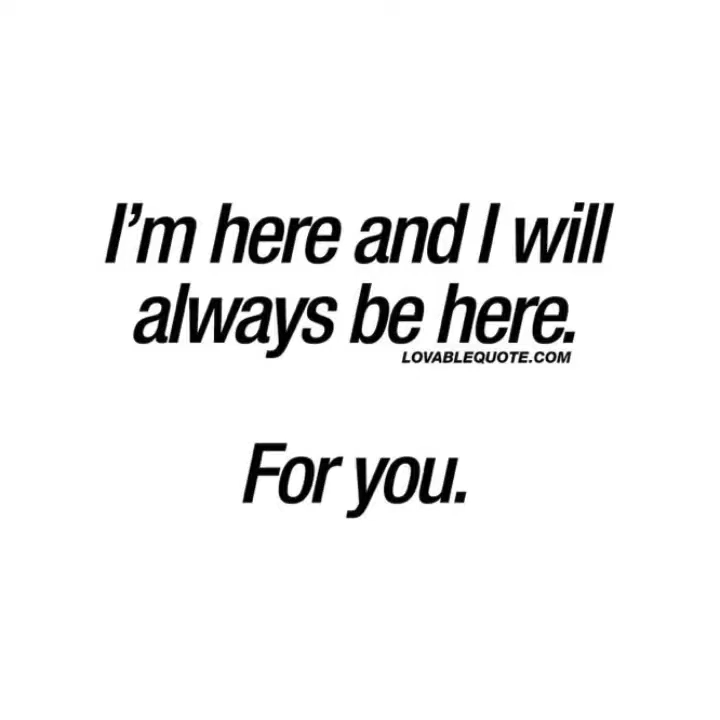 I'm here and I will
always be here.
LOVABLEQUOTE.COM
For you.